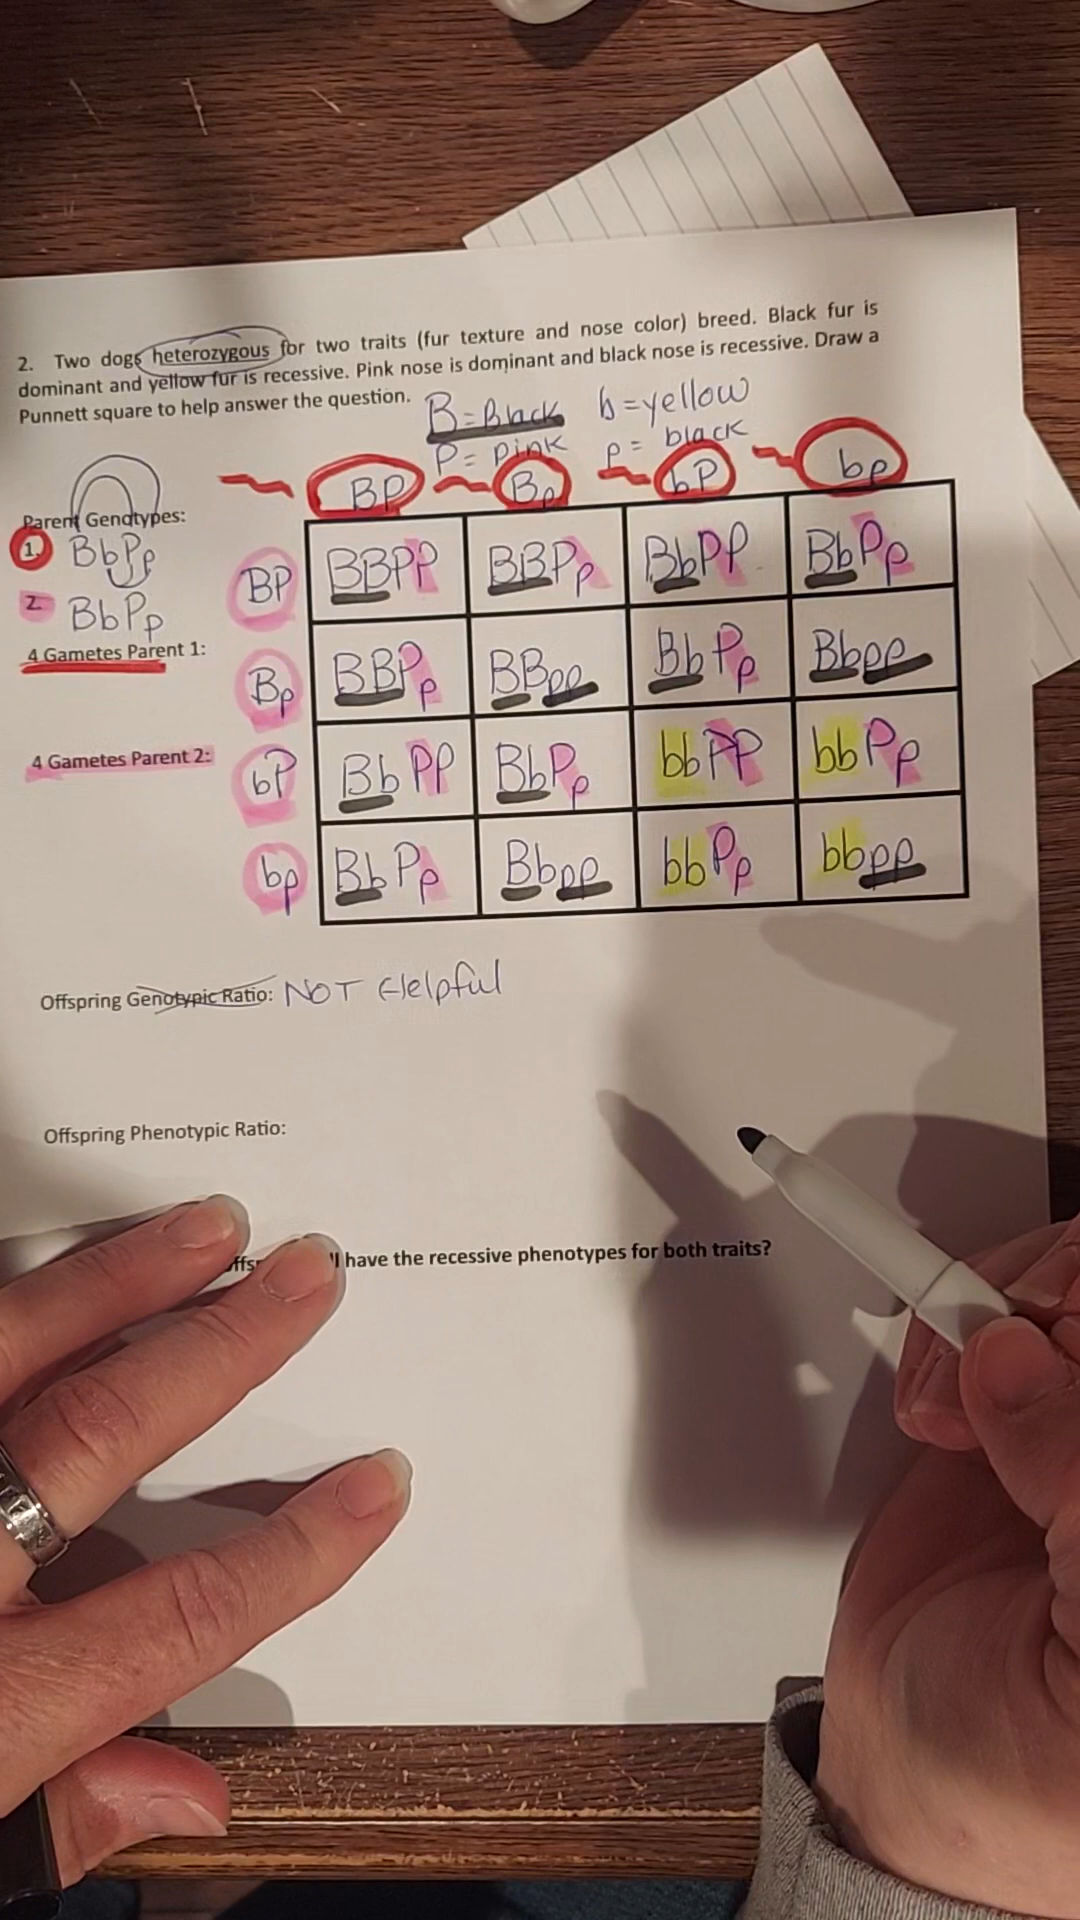 2. Two dogs heterozygous for two traits (fur texture and nose color) breed. Black fur is
dominant and yellow fur is recessive. Pink nose is dominant and black nose is recessive. Draw a
Punnett square to help answer the question.
B=Black b=yellow
P= pink p= black
BP Bp bP bp
Parent Genotypes:
1. BbPp
2. BbPp
4 Gametes Parent 1:
4 Gametes Parent 2:
BP BBPP BBPp BbPP BbPp
Bp BBPp BBpp BbPp Bbpp
bP BbPP BbPp bbPP bbPp
bp BbPp Bbpp bbPp bbpp
Offspring Genotypic Ratio: NOT Helpful
Offspring Phenotypic Ratio:
have the recessive phenotypes for both traits?